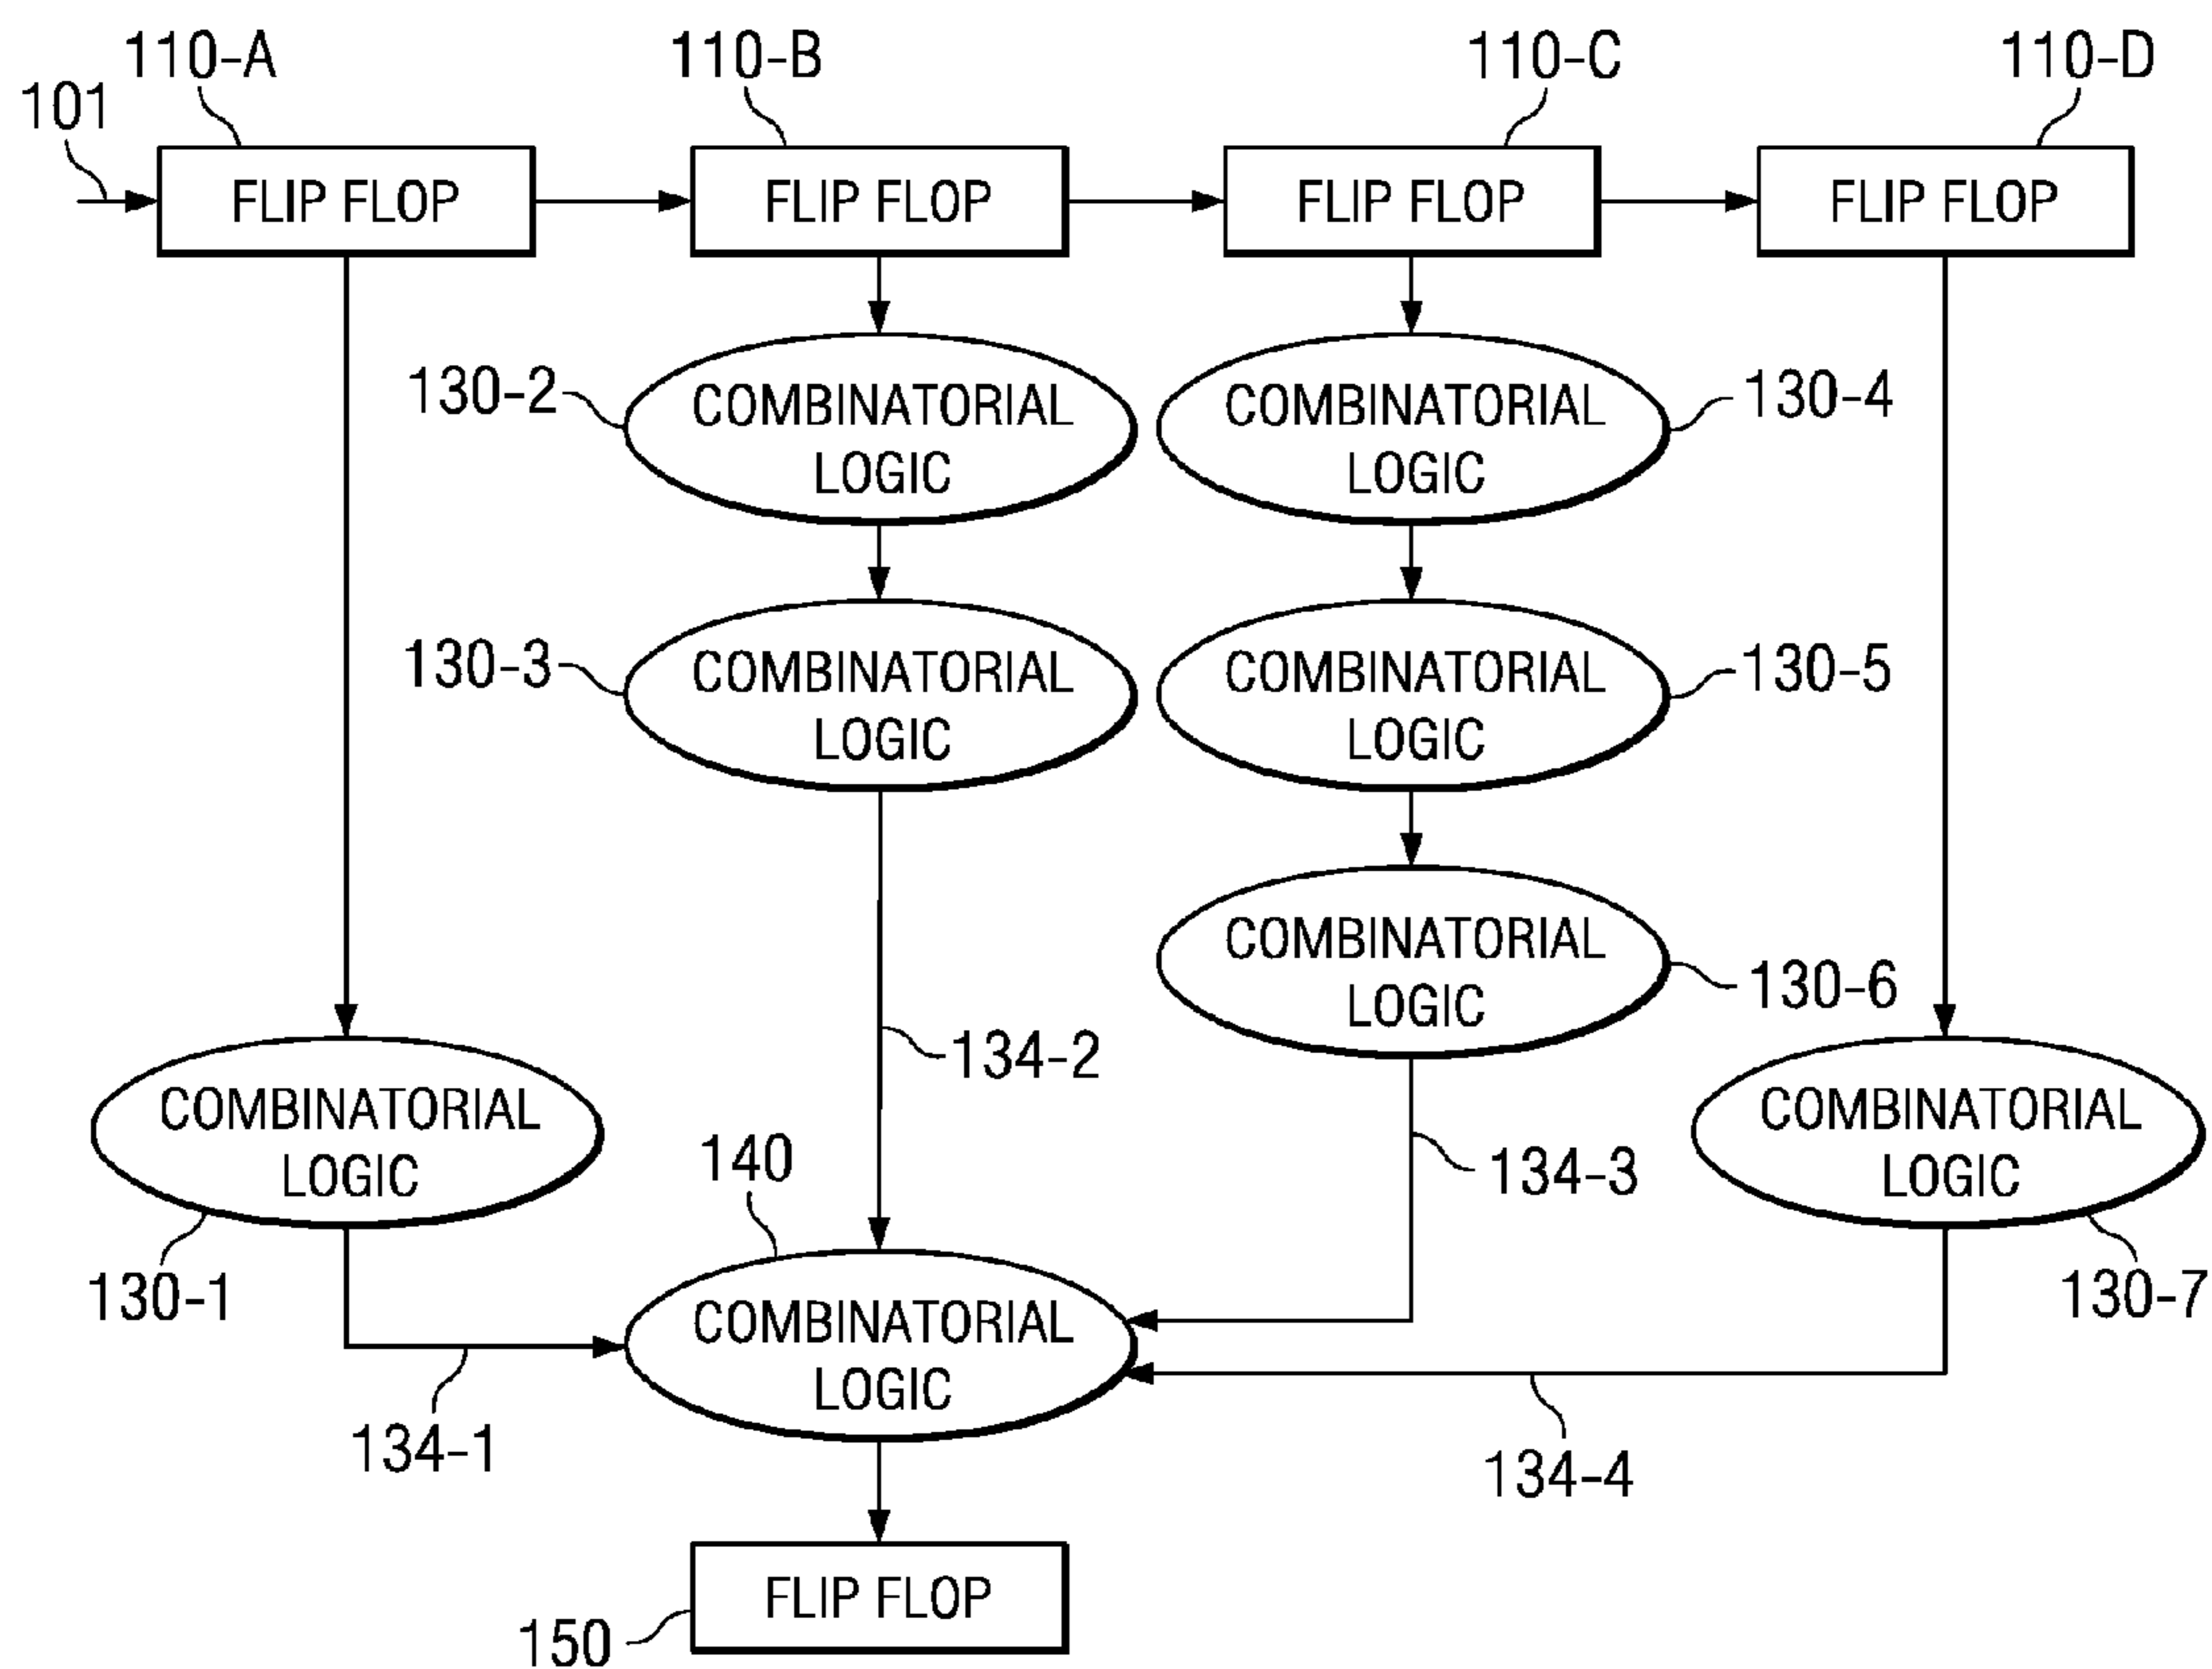 110-A
110-B
110-C
110-D
101
FLIP FLOP
FLIP FLOP
FLIP FLOP
FLIP FLOP
130-2
COMBINATORIAL
LOGIC
COMBINATORIAL
LOGIC
130-4
130-3
COMBINATORIAL
LOGIC
COMBINATORIAL
LOGIC
130-5
COMBINATORIAL
LOGIC
130-6
134-2
COMBINATORIAL
LOGIC
130-1
140
134-3
COMBINATORIAL
LOGIC
130-7
COMBINATORIAL
LOGIC
134-1
134-4
FLIP FLOP
150